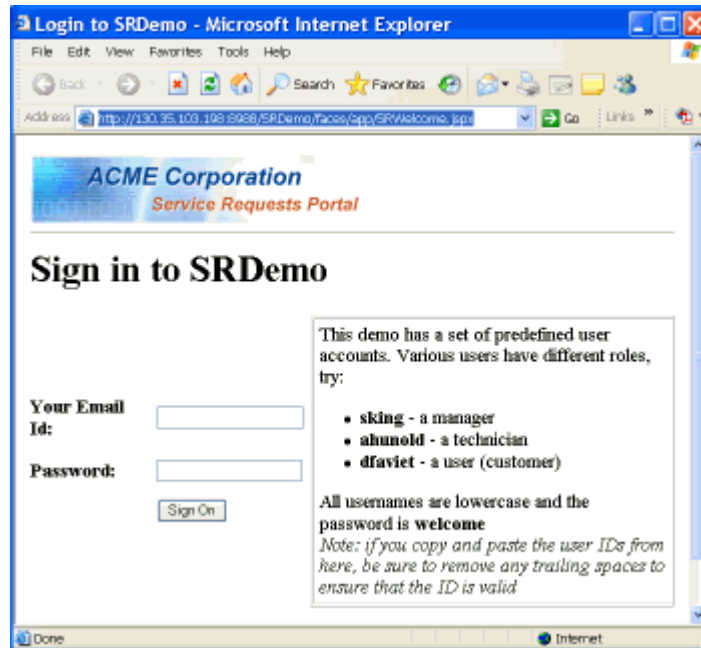 Login to SRDemo - Microsoft Internet Explorer
File Edit View Favorites Tools Help
Back Search Favorites
Address http://130.35.103.198:8988/SRDemo/faces/app/SRWelcome.jspx Go Links »
ACME Corporation
Service Requests Portal
Sign in to SRDemo
This demo has a set of predefined user
accounts. Various users have different roles,
try:
• sking - a manager
• ahunold - a technician
• dfaviet - a user (customer)
All usernames are lowercase and the
password is welcome
Note: if you copy and paste the user IDs from
here, be sure to remove any trailing spaces to
ensure that the ID is valid
Your Email
Id:
Password:
Sign On
Done Internet